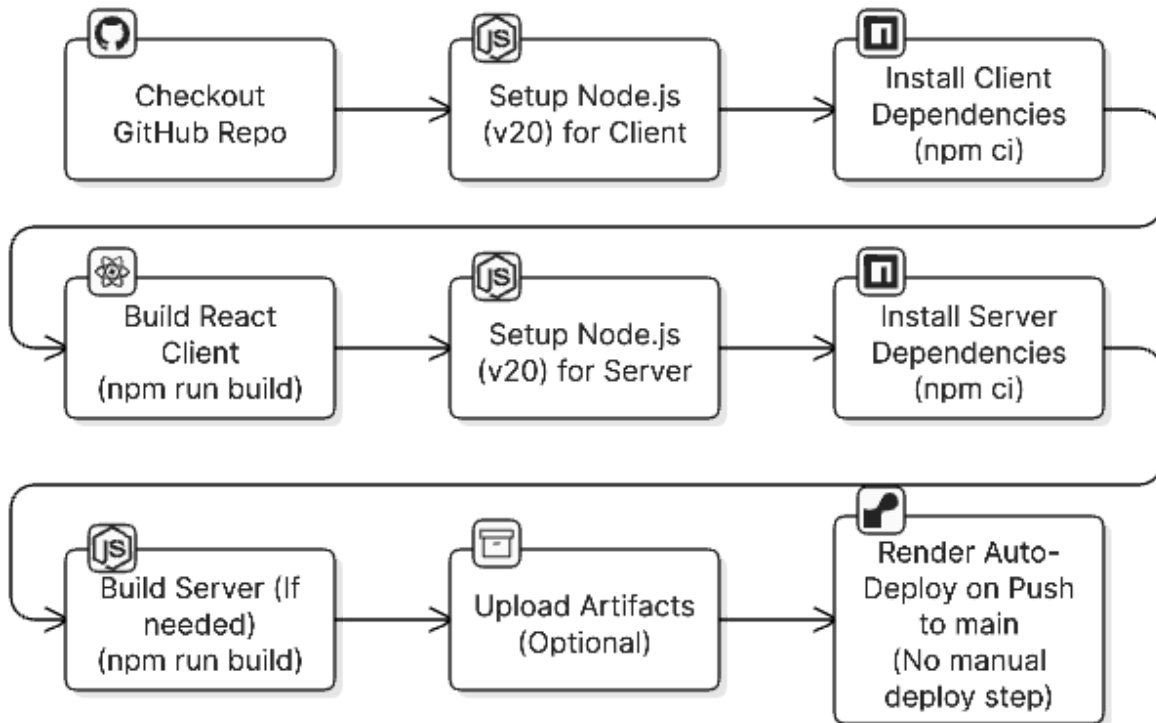 Checkout
GitHub Repo
Setup Node.js
(v20) for Client
Install Client
Dependencies
(npm ci)
Build React
Client
(npm run build)
Setup Node.js
(v20) for Server
Install Server
Dependencies
(npm ci)
Build Server (If
needed)
(npm run build)
Upload Artifacts
(Optional)
Render Auto-
Deploy on Push
to main
(No manual
deploy step)